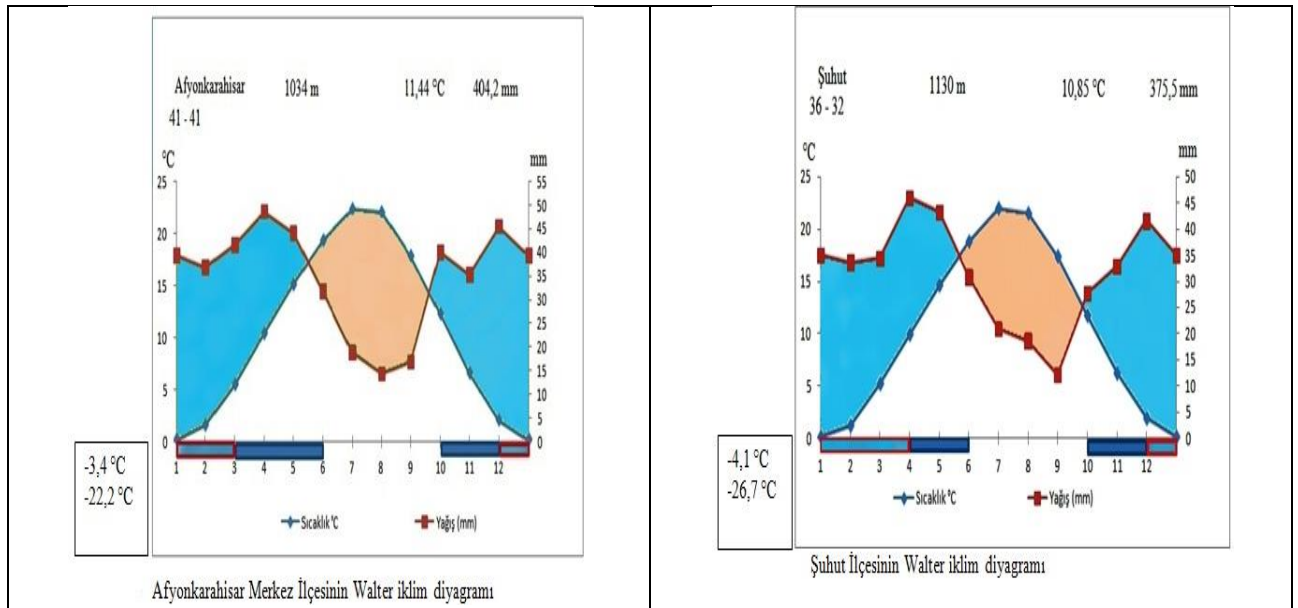 Afyonkarahisar 1034 m 11,44 °C 404,2 mm
41 - 41
°C mm
25 55
50
20 45
40
15 35
30
10 25
20
5 15
10
5
0 0
1 2 3 4 5 6 7 8 9 10 11 12
-3,4 °C
-22,2 °C
Sıcaklık °C Yağış (mm)
Afyonkarahisar Merkez İlçesinin Walter iklim diyagramı
Şuhut 1130 m 10,85 °C 375,5 mm
36 - 32
°C mm
25 50
45
20 40
35
15 30
25
10 20
15
5 10
5
0 0
1 2 3 4 5 6 7 8 9 10 11 12
-4,1 °C
-26,7 °C
Sıcaklık °C Yağış (mm)
Şuhut İlçesinin Walter iklim diyagramı